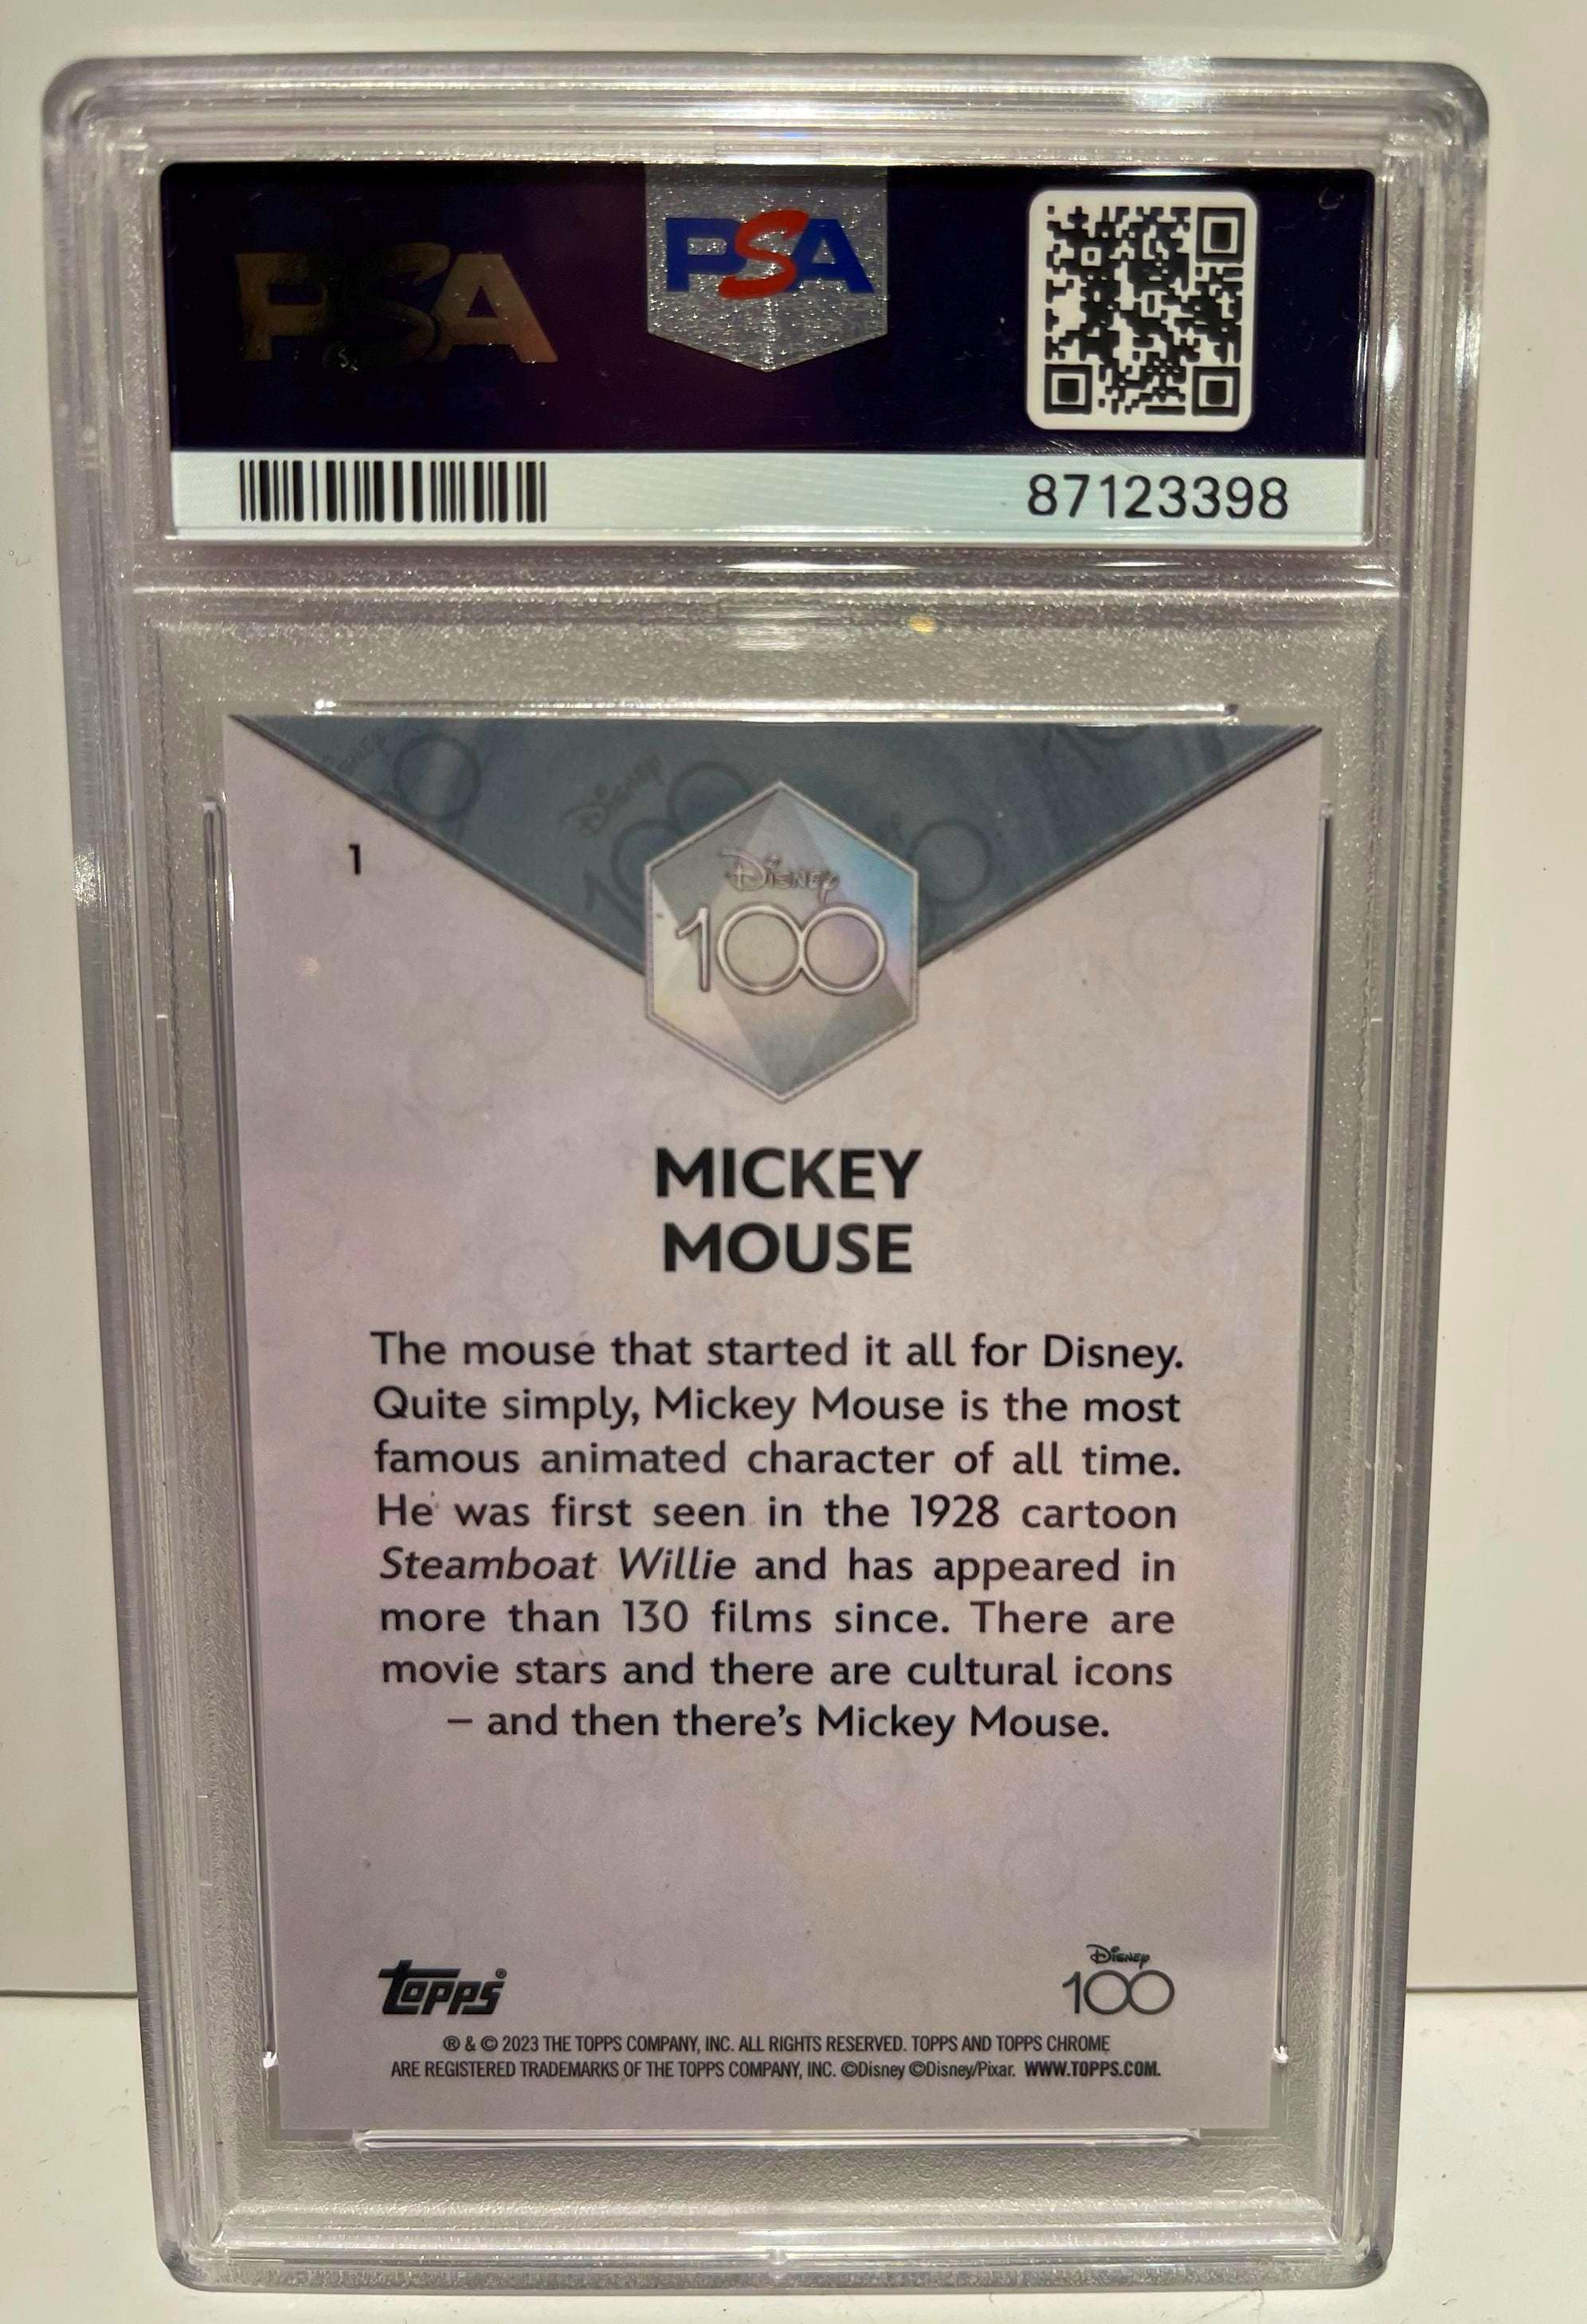 PSA
PSA
87123398
1
Disney
100
MICKEY
MOUSE
The mouse that started it all for Disney.
Quite simply, Mickey Mouse is the most
famous animated character of all time.
He was first seen in the 1928 cartoon
Steamboat Willie and has appeared in
more than 130 films since. There are
movie stars and there are cultural icons
– and then there's Mickey Mouse.
Topps®
Disney
100
® & © 2023 THE TOPPS COMPANY, INC. ALL RIGHTS RESERVED. TOPPS AND TOPPS CHROME
ARE REGISTERED TRADEMARKS OF THE TOPPS COMPANY, INC. ©Disney ©Disney/Pixar. WWW.TOPPS.COM.